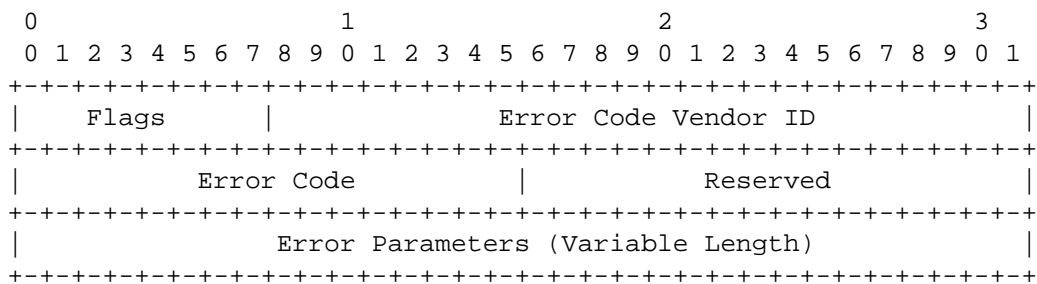 0                   1                   2                   3
 0 1 2 3 4 5 6 7 8 9 0 1 2 3 4 5 6 7 8 9 0 1 2 3 4 5 6 7 8 9 0 1
+-+-+-+-+-+-+-+-+-+-+-+-+-+-+-+-+-+-+-+-+-+-+-+-+-+-+-+-+-+-+-+-+
|    Flags      |              Error Code Vendor ID             |
+-+-+-+-+-+-+-+-+-+-+-+-+-+-+-+-+-+-+-+-+-+-+-+-+-+-+-+-+-+-+-+-+
|           Error Code          |           Reserved            |
+-+-+-+-+-+-+-+-+-+-+-+-+-+-+-+-+-+-+-+-+-+-+-+-+-+-+-+-+-+-+-+-+
|                Error Parameters (Variable Length)             |
+-+-+-+-+-+-+-+-+-+-+-+-+-+-+-+-+-+-+-+-+-+-+-+-+-+-+-+-+-+-+-+-+